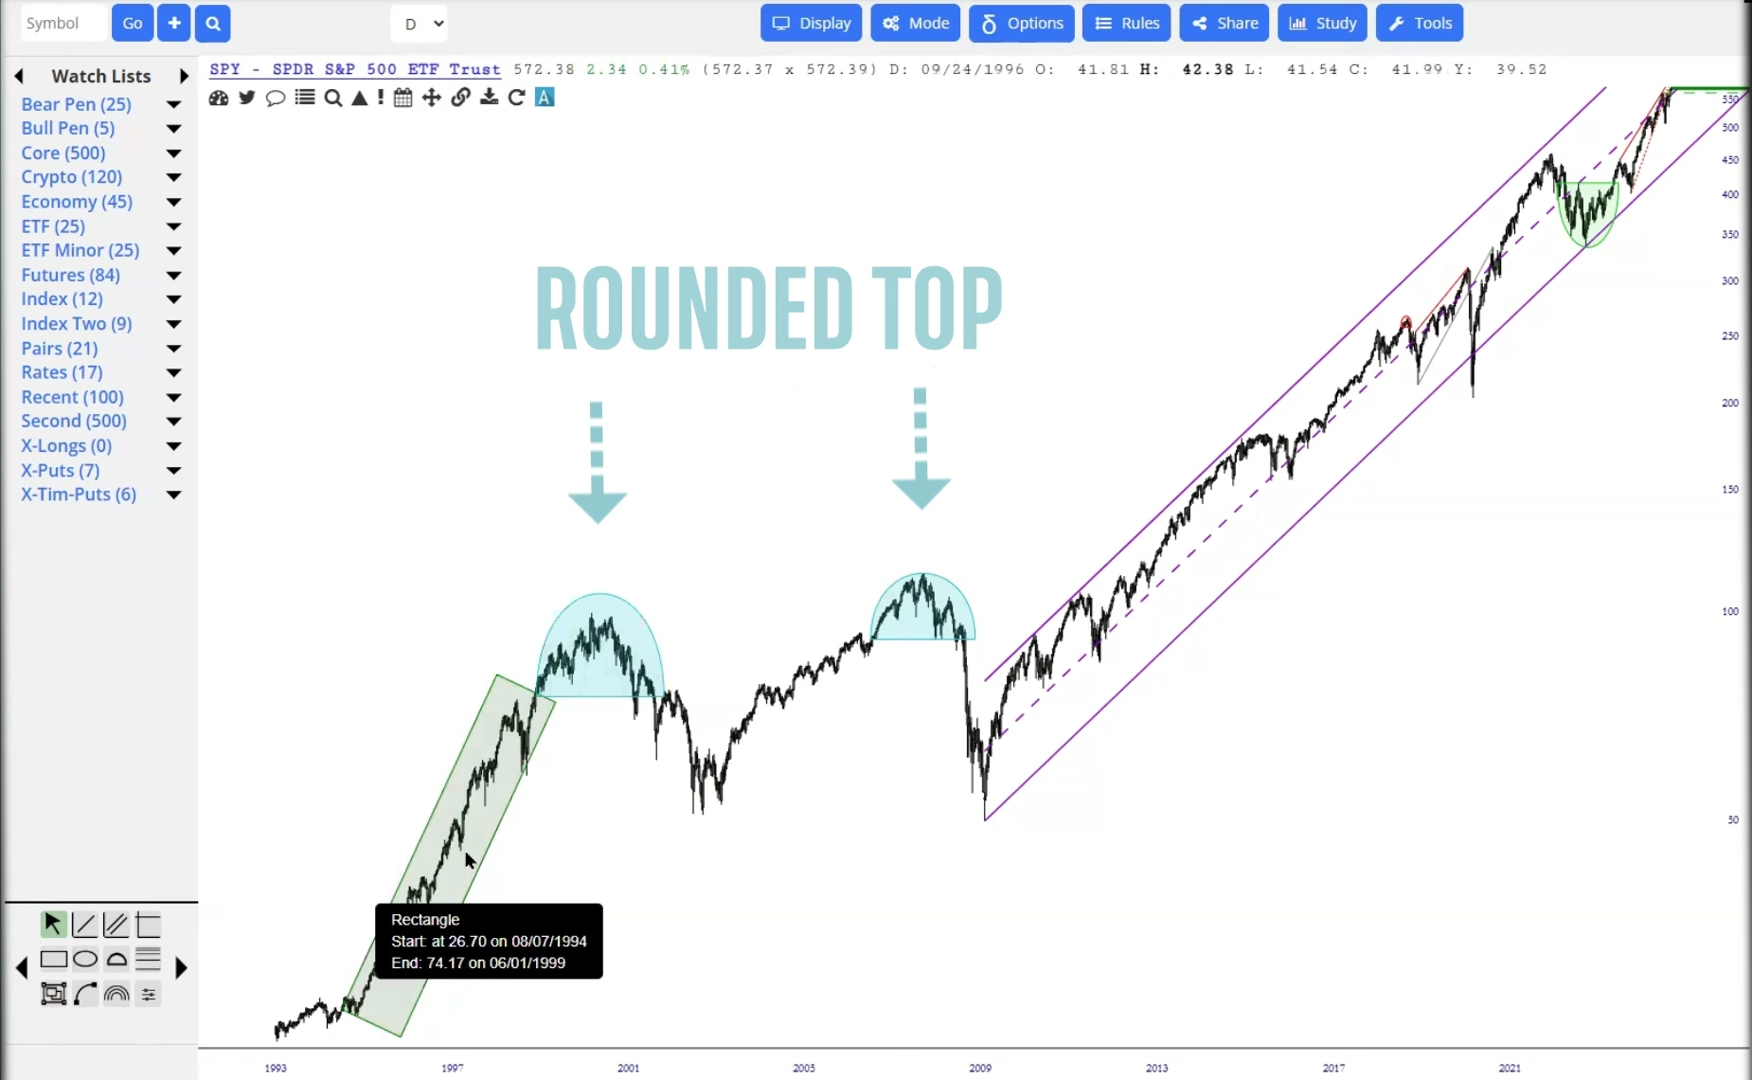 Symbol Go + D Display Mode Options Rules Share Study Tools
Watch Lists
SPY - SPDR S&P 500 ETF Trust 572.38 2.34 0.41% (572.37 x 572.39) D: 09/24/1996 O: 41.81 H: 42.38 L: 41.54 C: 41.99 Y: 39.52
Bear Pen (25)
Bull Pen (5)
Core (500)
Crypto (120)
Economy (45)
ETF (25)
ETF Minor (25)
Futures (84)
Index (12)
Index Two (9)
Pairs (21)
Rates (17)
Recent (100)
Second (500)
X-Longs (0)
X-Puts (7)
X-Tim-Puts (6)
A
ROUNDED TOP
550
500
450
400
350
300
250
200
150
100
50
Rectangle
Start: at 26.70 on 08/07/1994
End: 74.17 on 06/01/1999
1993 1997 2001 2005 2009 2013 2017 2021